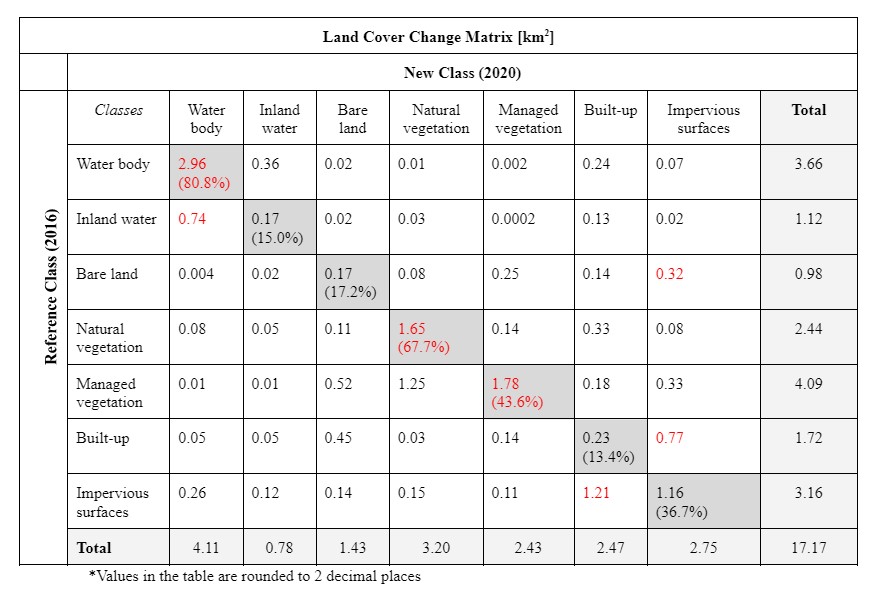 Land Cover Change Matrix [km²]
New Class (2020)
Reference Class (2016)
Classes Water body Inland water Bare land Natural vegetation Managed vegetation Built-up Impervious surfaces Total
Water body 2.96 (80.8%) 0.36 0.02 0.01 0.002 0.24 0.07 3.66
Inland water 0.74 0.17 (15.0%) 0.02 0.03 0.0002 0.13 0.02 1.12
Bare land 0.004 0.02 0.17 (17.2%) 0.08 0.25 0.14 0.32 0.98
Natural vegetation 0.08 0.05 0.11 1.65 (67.7%) 0.14 0.33 0.08 2.44
Managed vegetation 0.01 0.01 0.52 1.25 1.78 (43.6%) 0.18 0.33 4.09
Built-up 0.05 0.05 0.45 0.03 0.14 0.23 (13.4%) 0.77 1.72
Impervious surfaces 0.26 0.12 0.14 0.15 0.11 1.21 1.16 (36.7%) 3.16
Total 4.11 0.78 1.43 3.20 2.43 2.47 2.75 17.17
*Values in the table are rounded to 2 decimal places